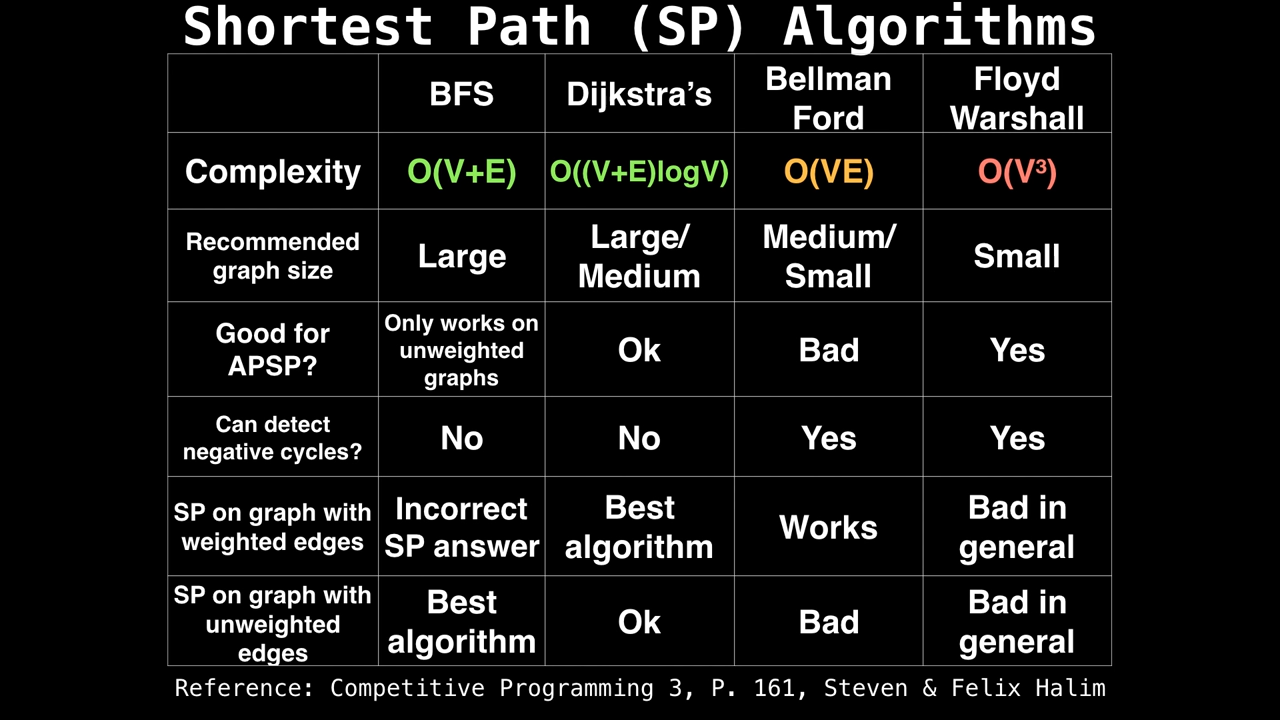 Shortest Path (SP) Algorithms
BFS
Dijkstra’s
Bellman
Ford
Floyd
Warshall
Complexity
O(V+E)
O((V+E)logV)
O(VE)
O(V³)
Recommended
graph size
Large
Large/
Medium
Medium/
Small
Small
Good for
APSP?
Only works on
unweighted
graphs
Ok
Bad
Yes
Can detect
negative cycles?
No
No
Yes
Yes
SP on graph with
weighted edges
Incorrect
SP answer
Best
algorithm
Works
Bad in
general
SP on graph with
unweighted
edges
Best
algorithm
Ok
Bad
Bad in
general
Reference: Competitive Programming 3, P. 161, Steven & Felix Halim